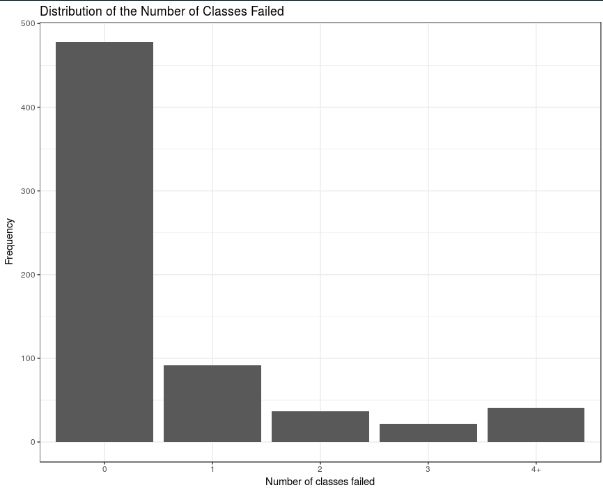 Distribution of the Number of Classes Failed
500
400
300
200
100
0
Frequency
0 1 2 3 4+
Number of classes failed